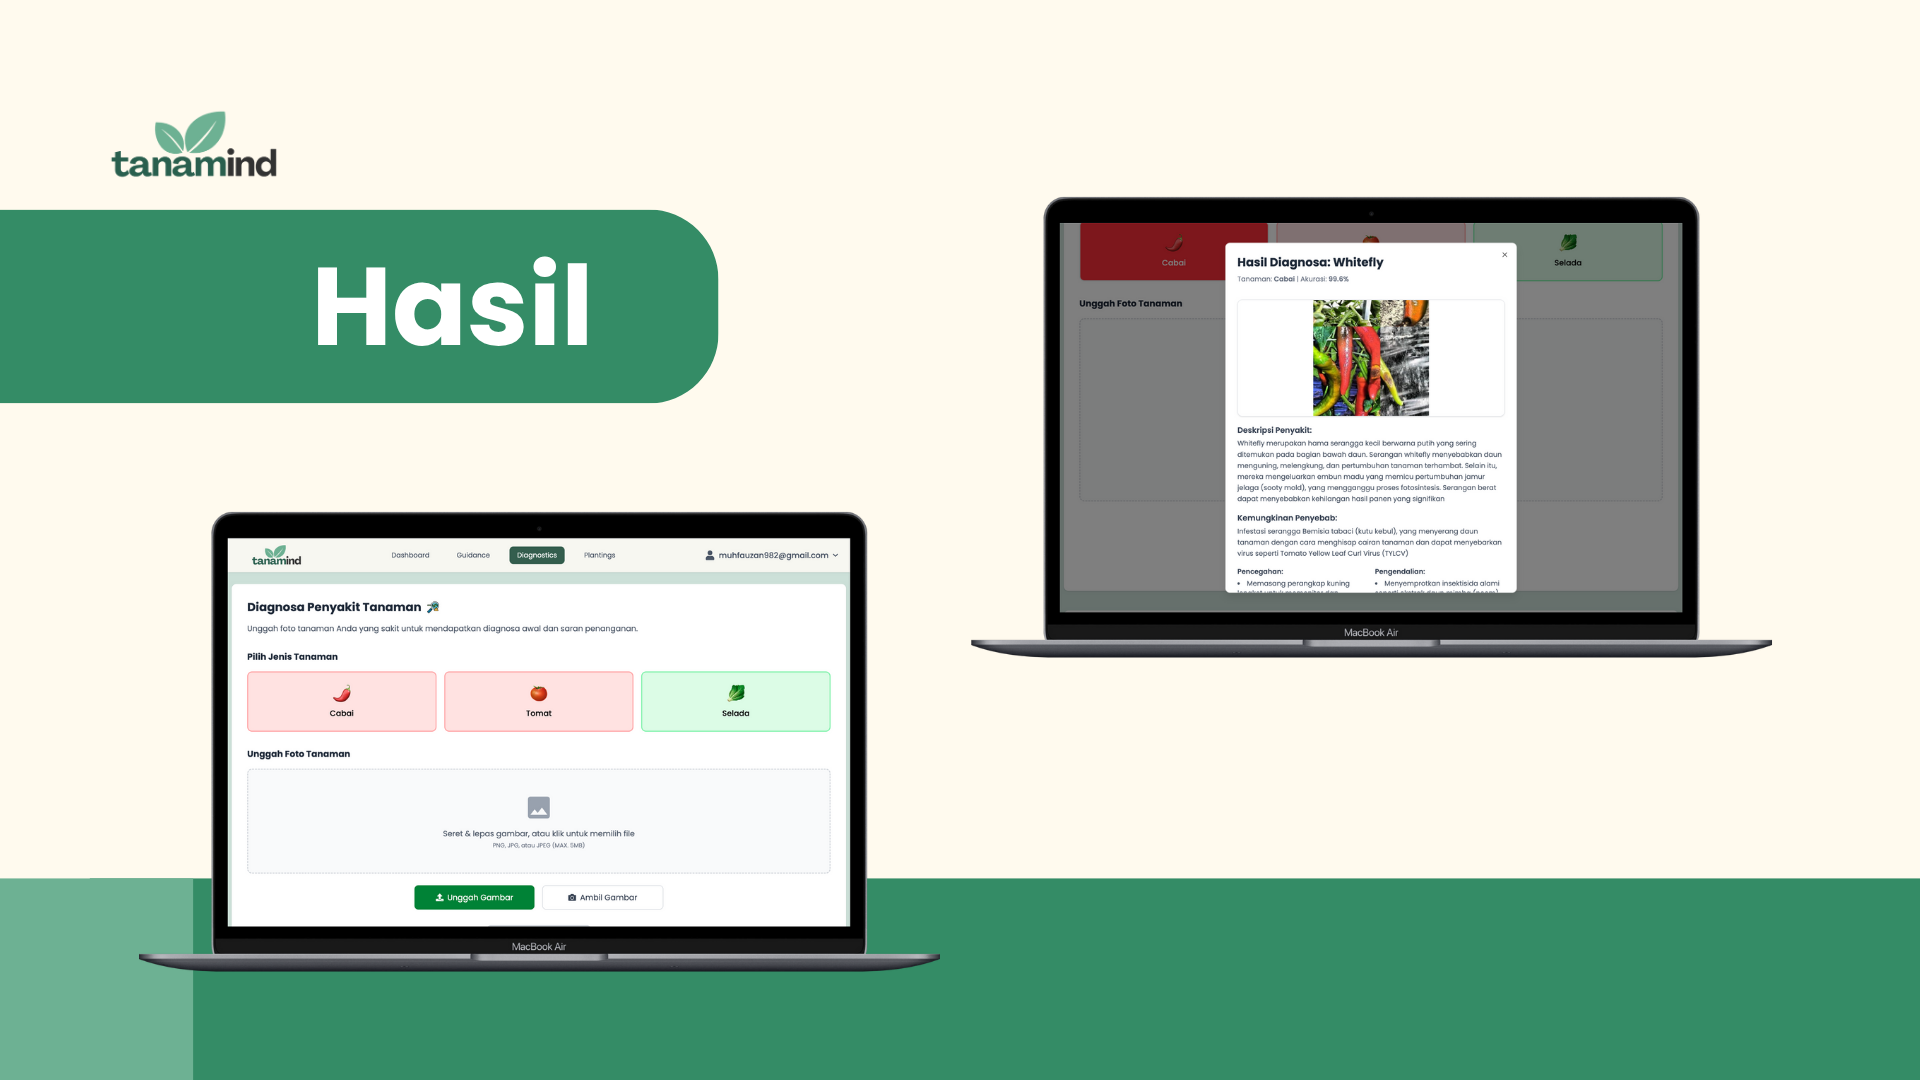 tanamind
Hasil
tanamind
Dashboard
Guidance
Diagnostics
Plantings
muhfauzan982@gmail.com
Diagnosa Penyakit Tanaman
Unggah foto tanaman Anda yang sakit untuk mendapatkan diagnosa awal dan saran penanganan.
Pilih Jenis Tanaman
Cabai
Tomat
Selada
Unggah Foto Tanaman
Seret & lepas gambar, atau klik untuk memilih file
PNG, JPG, atau JPEG (MAX. 5MB)
Unggah Gambar
Ambil Gambar
MacBook Air
Cabai
Selada
Unggah Foto Tanaman
Hasil Diagnosa: Whitefly
×
Tanaman: Cabai | Akurasi: 99.6%
Deskripsi Penyakit:
Whitefly merupakan hama serangga kecil berwarna putih yang sering
ditemukan pada bagian bawah daun. Serangan whitefly menyebabkan daun
menguning, melengkung, dan pertumbuhan tanaman terhambat. Selain itu,
mereka mengeluarkan embun madu yang memicu pertumbuhan jamur
jelaga (sooty mold), yang mengganggu proses fotosintesis. Serangan berat
dapat menyebabkan kehilangan hasil panen yang signifikan
Kemungkinan Penyebab:
Infestasi serangga Bemisia tabaci (kutu kebul), yang menyerang daun
tanaman dengan cara menghisap cairan tanaman dan dapat menyebarkan
virus seperti Tomato Yellow Leaf Curl Virus (TYLCV)
Pencegahan:
• Memasang perangkap kuning
Pengendalian:
• Menyemprotkan insektisida alami
MacBook Air